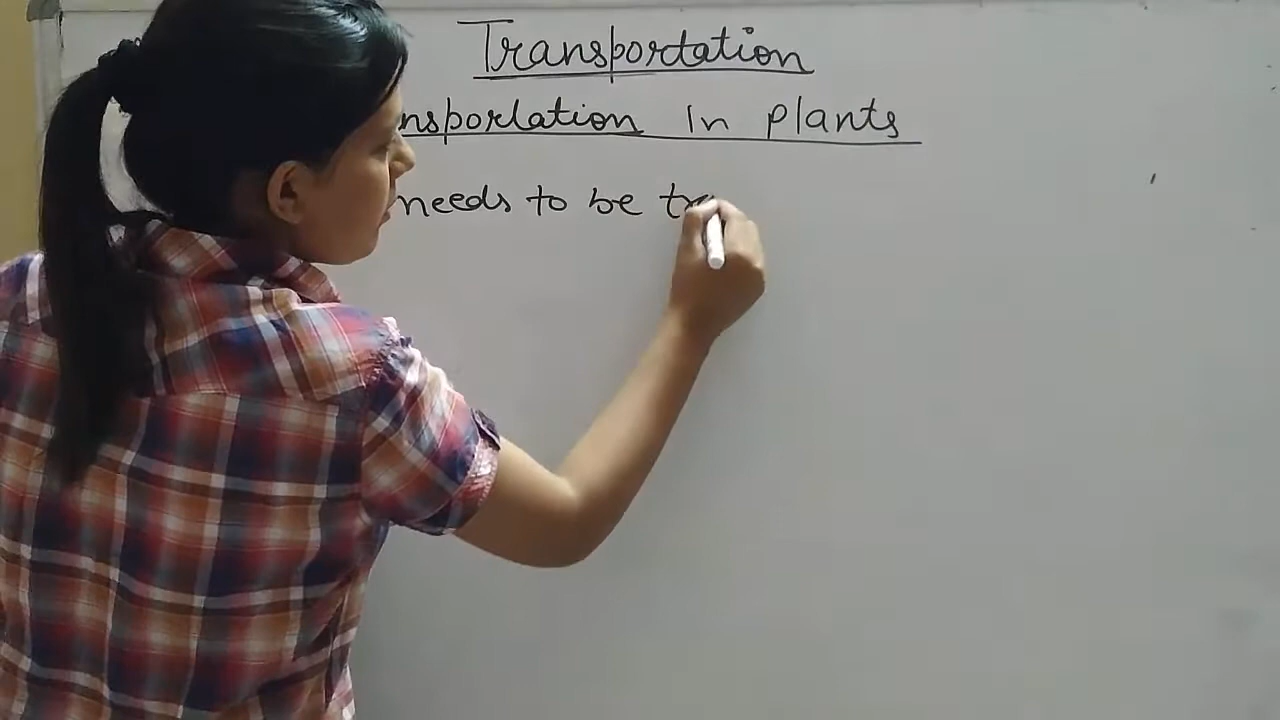 Transportation
nsportation In plants
needs to be tr